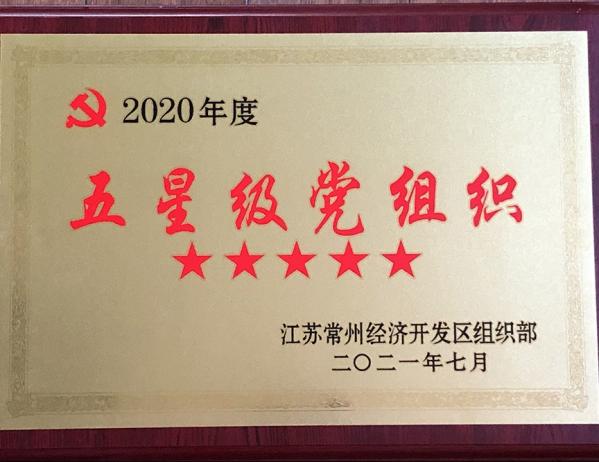 2020年度
五星级党组织
★★★★★
江苏常州经济开发区组织部
二〇二一年七月